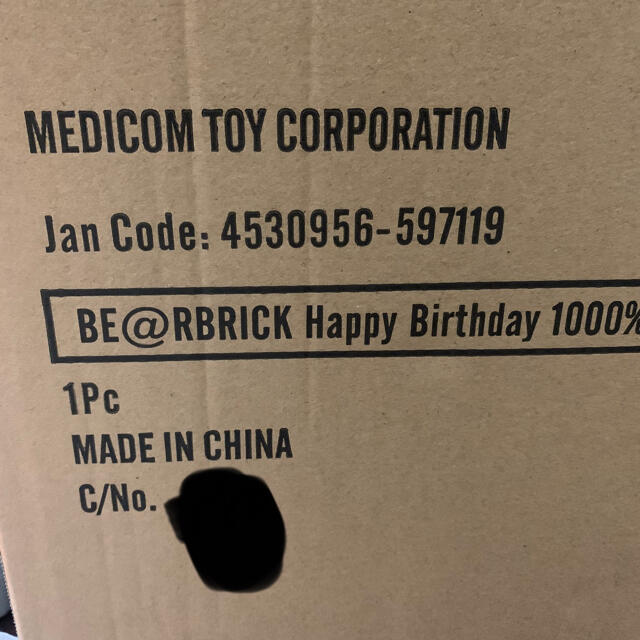 MEDICOM TOY CORPORATION
Jan Code: 4530956-597119
BE@RBRICK Happy Birthday 1000%
1Pc
MADE IN CHINA
C/No.